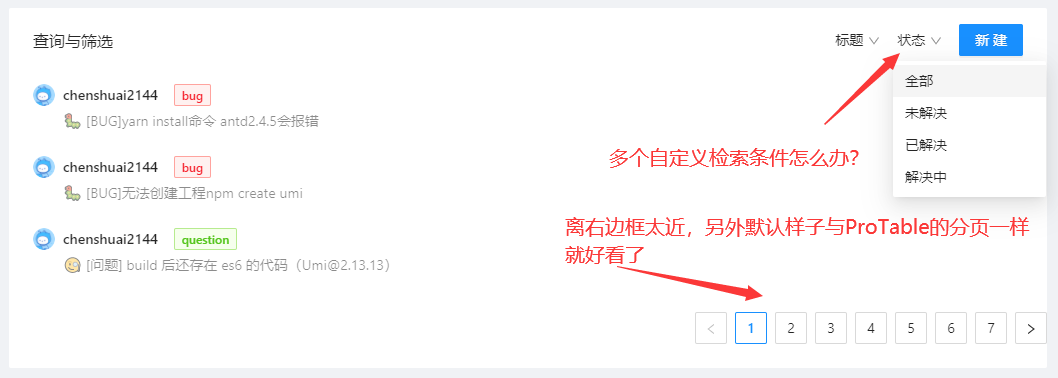 查询与筛选
标题 状态 新 建
全部
未解决
已解决
解决中
chenshuai2144 bug
[BUG]yarn install命令 antd2.4.5会报错
多个自定义检索条件怎么办？
chenshuai2144 bug
[BUG]无法创建工程npm create umi
离右边框太近，另外默认样子与ProTable的分页一样
就好看了
chenshuai2144 question
[问题] build 后还存在 es6 的代码（Umi@2.13.13）
< 1 2 3 4 5 6 7 >